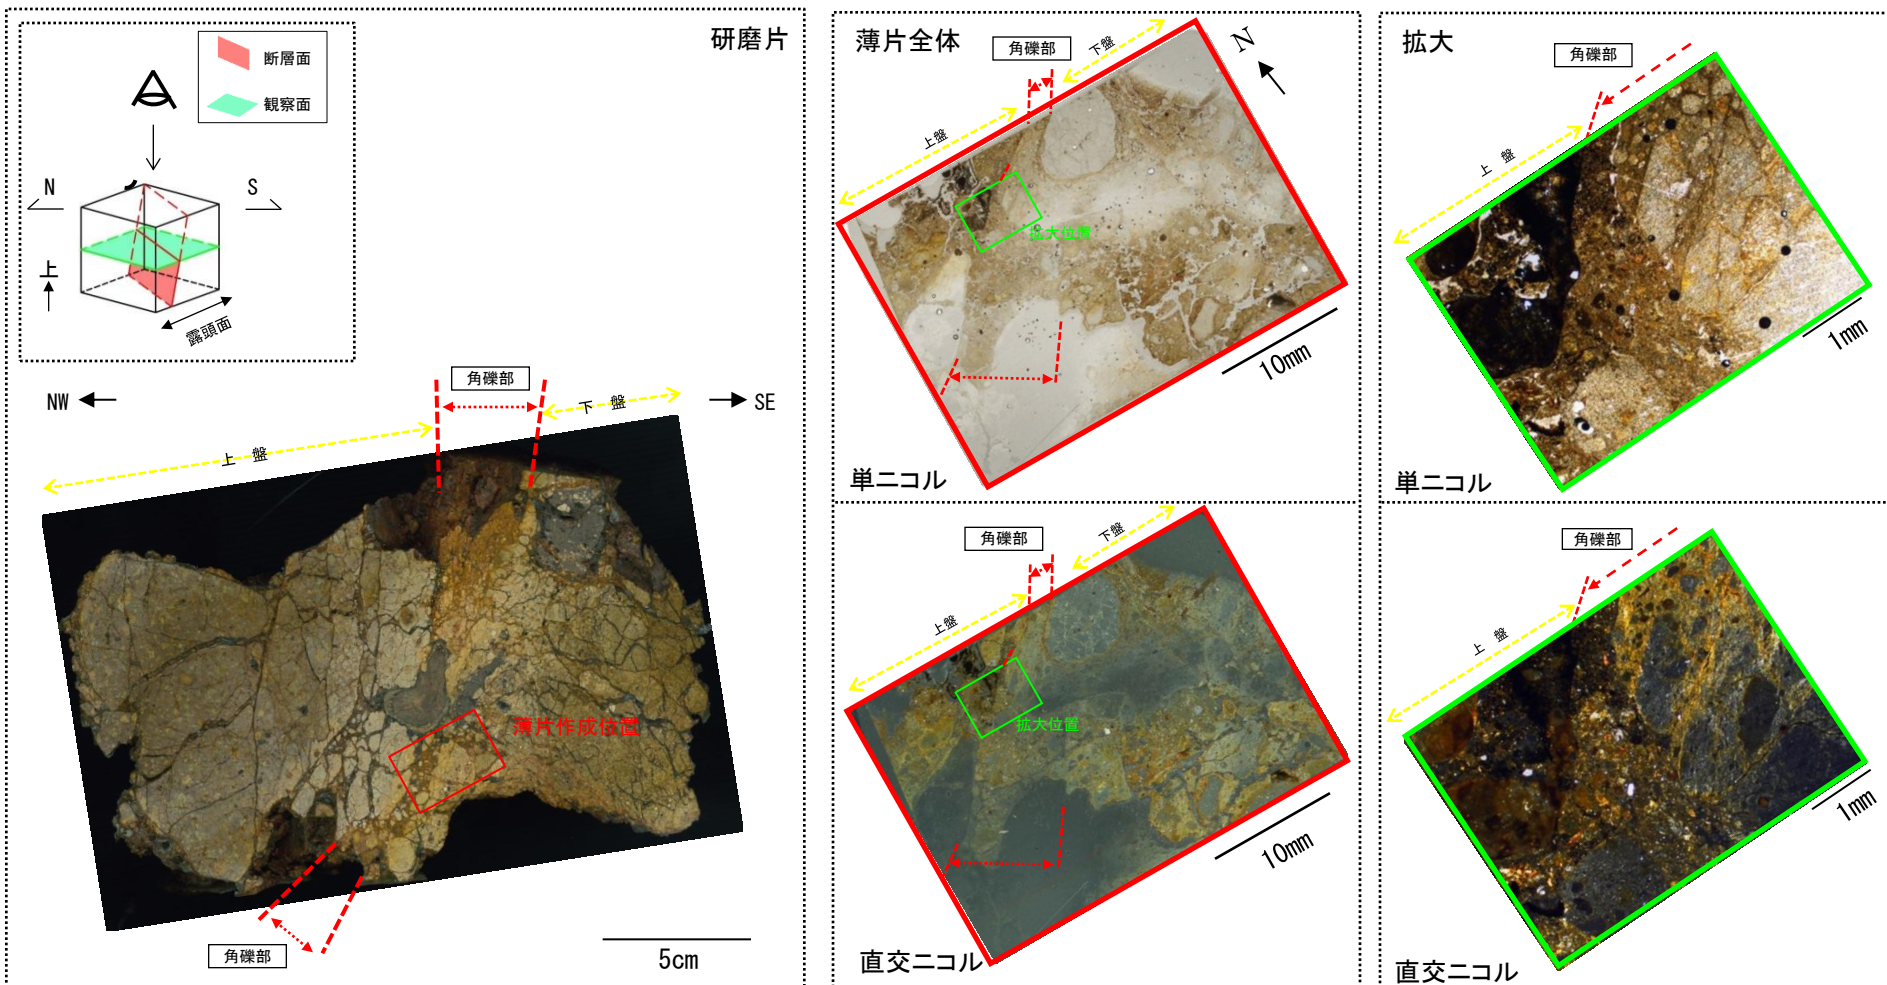 研磨片
断層面
観察面
N
S
上
露頭面
NW
SE
角礫部
上 盤
下 盤
薄片作成位置
角礫部
5cm
薄片全体
角礫部
下盤
N
上盤
拡大位置
10mm
単ニコル
角礫部
下盤
上盤
拡大位置
10mm
直交ニコル
拡大
角礫部
上 盤
1mm
単ニコル
角礫部
上 盤
1mm
直交ニコル